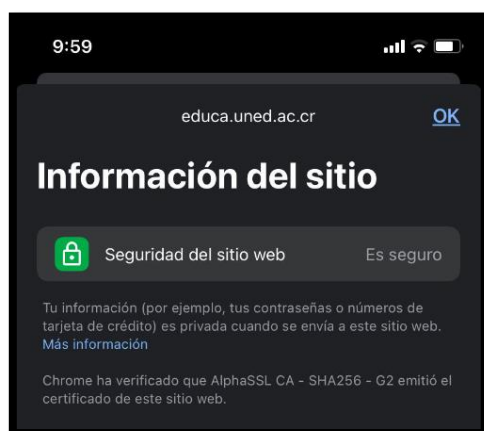 9:59
educa.uned.ac.cr OK
Información del sitio
Seguridad del sitio web Es seguro
Tu información (por ejemplo, tus contraseñas o números de
tarjeta de crédito) es privada cuando se envía a este sitio web.
Más información
Chrome ha verificado que AlphaSSL CA - SHA256 - G2 emitió el
certificado de este sitio web.